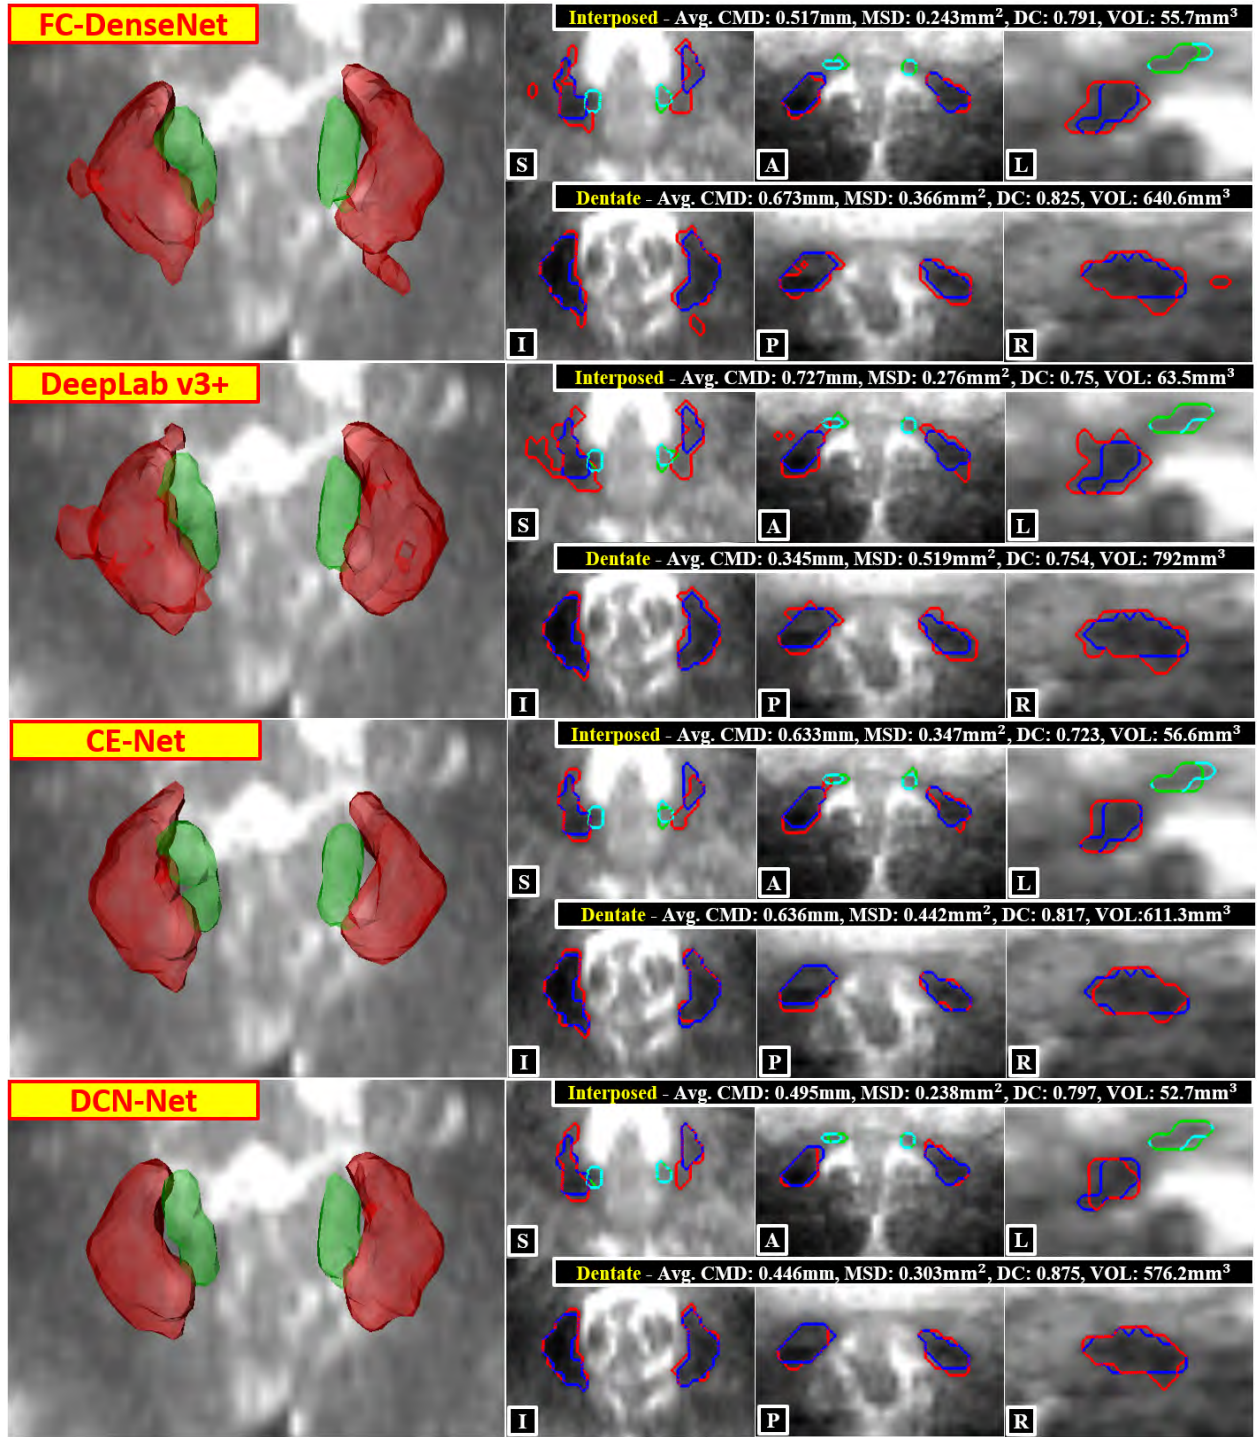 FC-DenseNet
Interposed - Avg. CMD: 0.517mm, MSD: 0.243mm², DC: 0.791, VOL: 55.7mm³
S
A
L
Dentate - Avg. CMD: 0.673mm, MSD: 0.366mm², DC: 0.825, VOL: 640.6mm³
I
P
R
DeepLab v3+
Interposed - Avg. CMD: 0.727mm, MSD: 0.276mm², DC: 0.75, VOL: 63.5mm³
S
A
L
Dentate - Avg. CMD: 0.345mm, MSD: 0.519mm², DC: 0.754, VOL: 792mm³
I
P
R
CE-Net
Interposed - Avg. CMD: 0.633mm, MSD: 0.347mm², DC: 0.723, VOL: 56.6mm³
S
A
L
Dentate - Avg. CMD: 0.636mm, MSD: 0.442mm², DC: 0.817, VOL:611.3mm³
I
P
R
DCN-Net
Interposed - Avg. CMD: 0.495mm, MSD: 0.238mm², DC: 0.797, VOL: 52.7mm³
S
A
L
Dentate - Avg. CMD: 0.446mm, MSD: 0.303mm², DC: 0.875, VOL: 576.2mm³
I
P
R